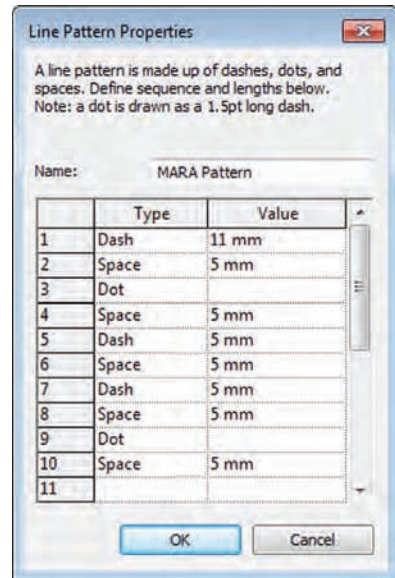 Line Pattern Properties
A line pattern is made up of dashes, dots, and
spaces. Define sequence and lengths below.
Note: a dot is drawn as a 1.5pt long dash.
Name: MARA Pattern
Type Value
1 Dash 11 mm
2 Space 5 mm
3 Dot
4 Space 5 mm
5 Dash 5 mm
6 Space 5 mm
7 Dash 5 mm
8 Space 5 mm
9 Dot
10 Space 5 mm
11
OK Cancel